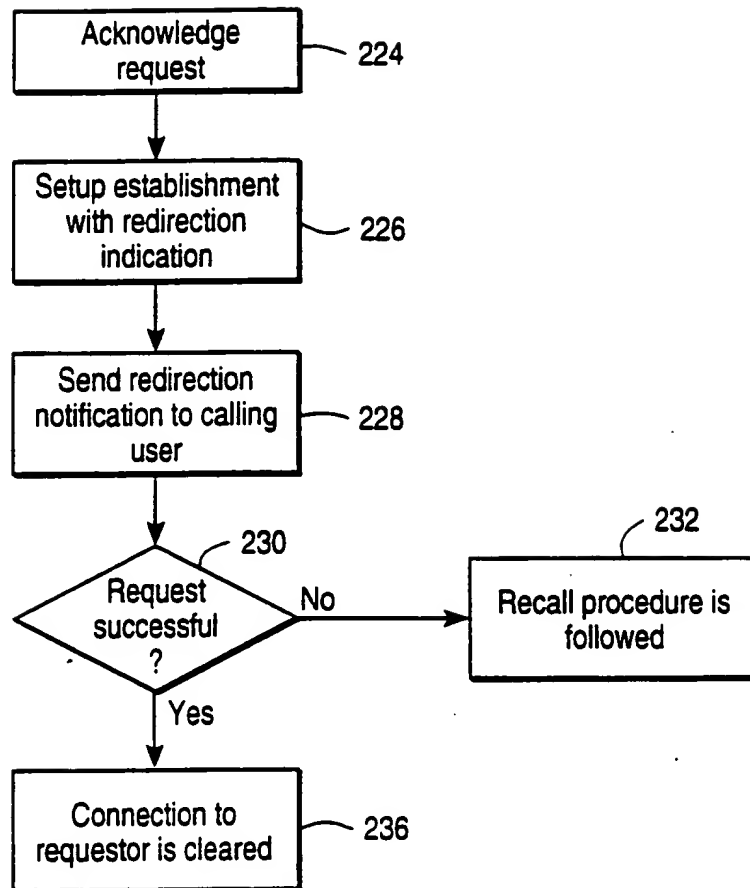 Acknowledge
request
224
Setup establishment
with redirection
indication
226
Send redirection
notification to calling
user
228
230
Request
successful
?
No
232
Recall procedure is
followed
Yes
Connection to
requestor is cleared
236